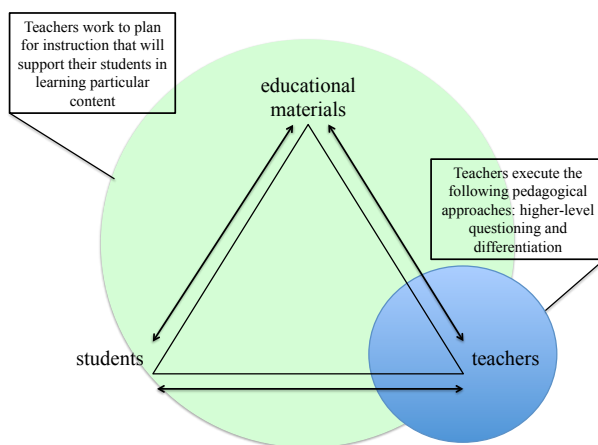 Teachers work to plan
for instruction that will
support their students in
learning particular
content
educational
materials
Teachers execute the
following pedagogical
approaches: higher-level
questioning and
differentiation
students
teachers